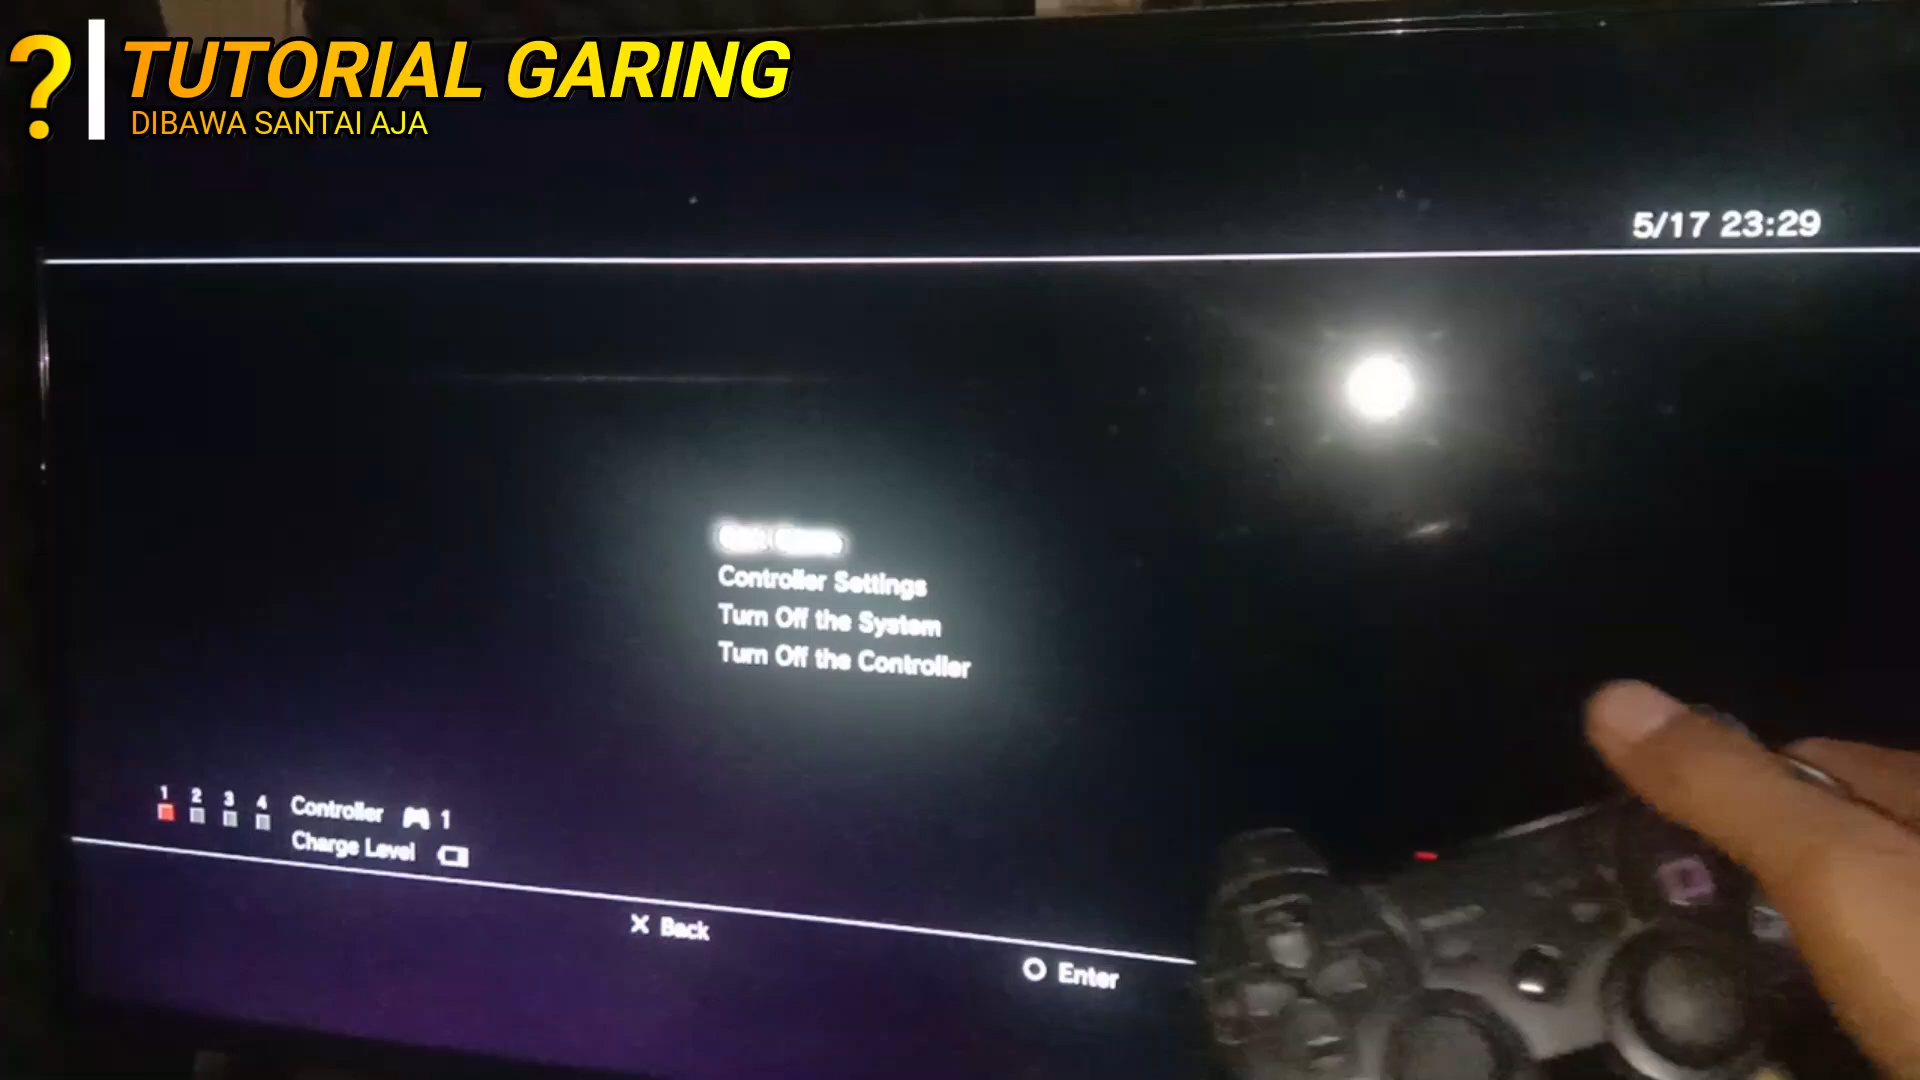 ?
TUTORIAL GARING
DIBAWA SANTAI AJA
5/17 23:29
Controller Settings
Turn Off the System
Turn Off the Controller
1 2 3 4
Controller 1
Charge Level
X Back
O Enter